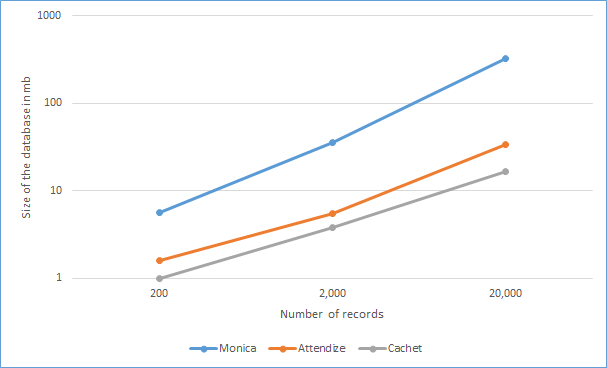 1000
100
10
1
Size of the database in mb
200 2,000 20,000
Number of records
Monica Attendize Cachet